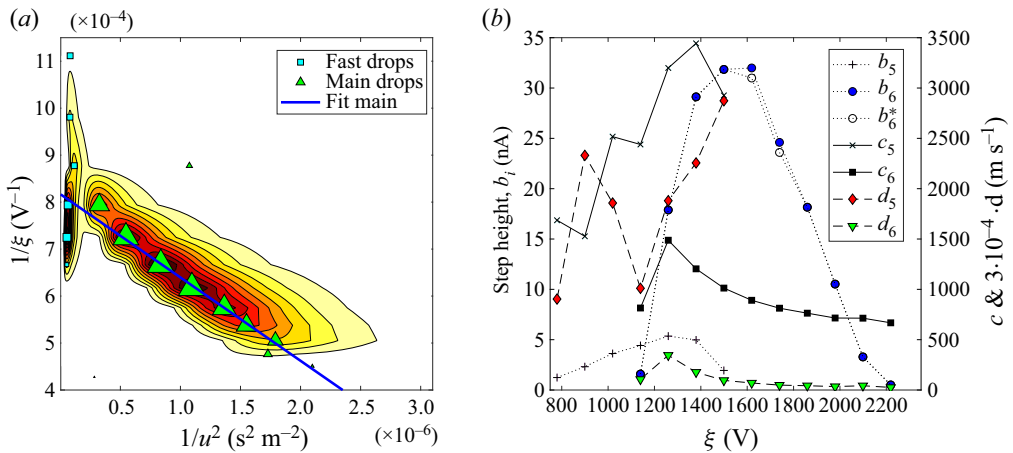 (a)
(×10⁻⁴)
11
10
9
8
7
6
5
4
1/ξ (V⁻¹)
Fast drops
Main drops
Fit main
0.5
1.0
1.5
2.0
2.5
3.0
1/u² (s² m⁻²)
(×10⁻⁶)
(b)
35
30
25
20
15
10
5
0
Step height, bᵢ (nA)
b₅
b₆
b₆*
c₅
c₆
d₅
d₆
3500
3000
2500
2000
1500
1000
500
0
c & 3·10⁻⁴·d (m s⁻¹)
800
1000
1200
1400
1600
1800
2000
2200
ξ (V)